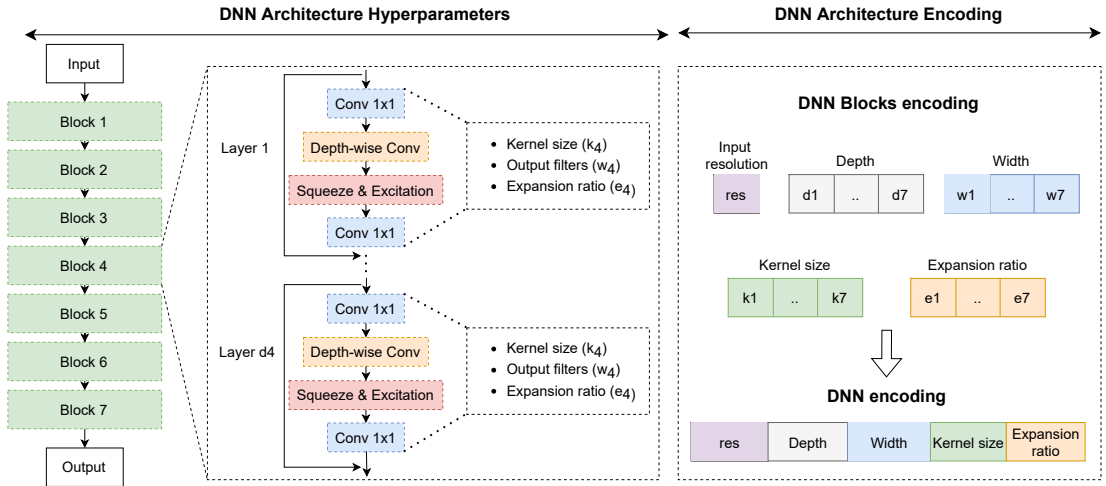 DNN Architecture Hyperparameters
Input
Block 1
Block 2
Block 3
Block 4
Block 5
Block 6
Block 7
Output
Layer 1
Conv 1x1
Depth-wise Conv
Squeeze & Excitation
Conv 1x1
• Kernel size (k4)
• Output filters (w4)
• Expansion ratio (e4)
Layer d4
Conv 1x1
Depth-wise Conv
Squeeze & Excitation
Conv 1x1
• Kernel size (k4)
• Output filters (w4)
• Expansion ratio (e4)
DNN Architecture Encoding
DNN Blocks encoding
Input
resolution
res
Depth
d1 .. d7
Width
w1 .. w7
Kernel size
k1 .. k7
Expansion ratio
e1 .. e7
DNN encoding
res
Depth
Width
Kernel size
Expansion
ratio